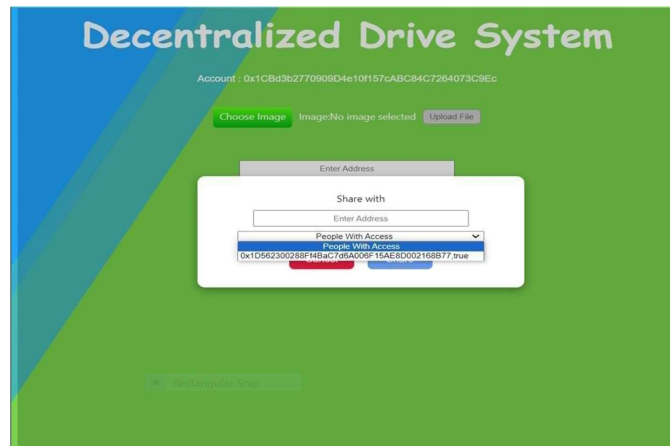 Decentralized Drive System
Account : 0x1CBd3b2770909D4e10f157cABC84C7264073C9Ec
Choose Image Image:No image selected Upload File
Enter Address
Share with
Enter Address
People With Access
People With Access
0x1D562300288Ff4BaC7d6A006F15AE8D002168B77,true
Rectangular Snip